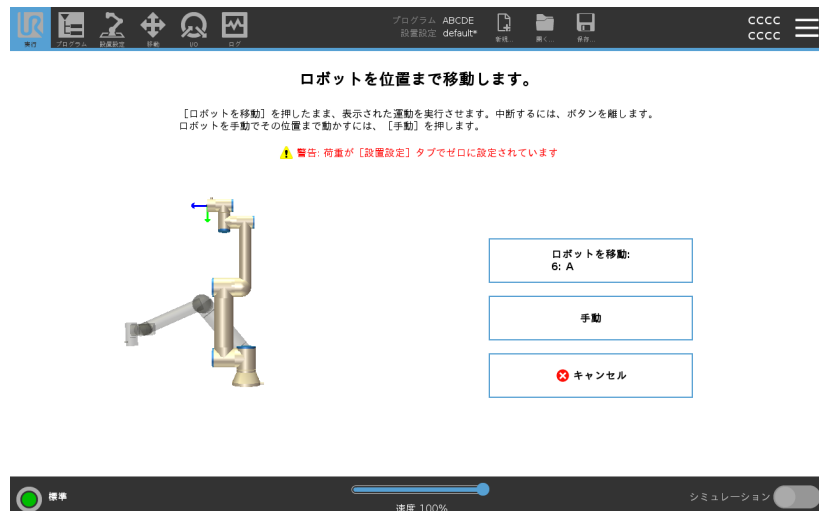 UR
実行
プログラム
設置設定
移動
I/O
ログ
プログラム ABCDE
設置設定 default*
新規...
開く...
保存...
cccc
cccc
ロボットを位置まで移動します。
［ロボットを移動］を押したまま、表示された運動を実行させます。中断するには、ボタンを離します。
ロボットを手動でその位置まで動かすには、［手動］を押します。
警告: 荷重が［設置設定］タブでゼロに設定されています
ロボットを移動:
6: A
手動
キャンセル
標準
速度 100%
シミュレーション